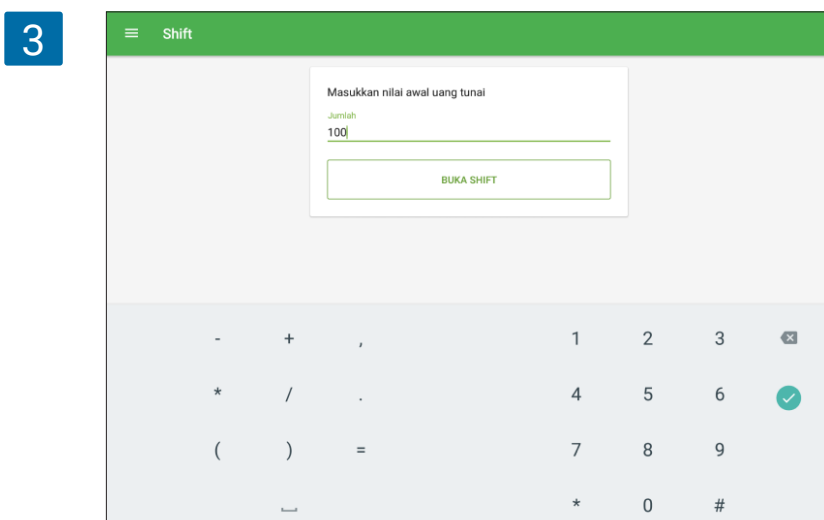 3
Shift
Masukkan nilai awal uang tunai
Jumlah
100
BUKA SHIFT
- + , 1 2 3
* / . 4 5 6
( ) = 7 8 9
* 0 #